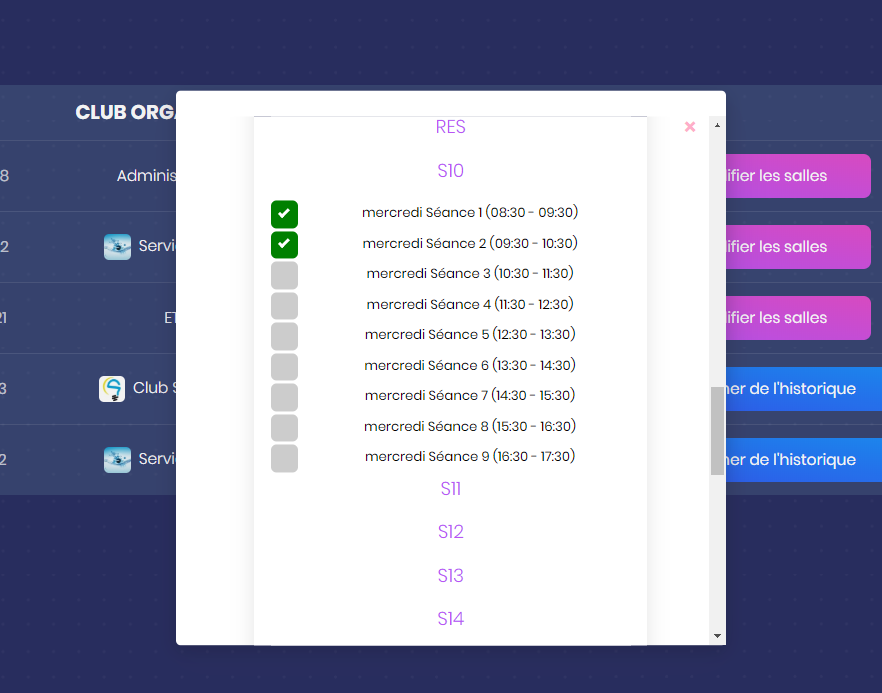 CLUB ORGA
RES
S10
8
Adminis
mercredi Séance 1 (08:30 - 09:30)
ifier les salles
2
Servi
mercredi Séance 2 (09:30 - 10:30)
ifier les salles
mercredi Séance 3 (10:30 - 11:30)
mercredi Séance 4 (11:30 - 12:30)
21
ET
ifier les salles
mercredi Séance 5 (12:30 - 13:30)
mercredi Séance 6 (13:30 - 14:30)
3
Club S
mercredi Séance 7 (14:30 - 15:30)
ner de l'historique
mercredi Séance 8 (15:30 - 16:30)
2
Servi
mercredi Séance 9 (16:30 - 17:30)
ner de l'historique
S11
S12
S13
S14